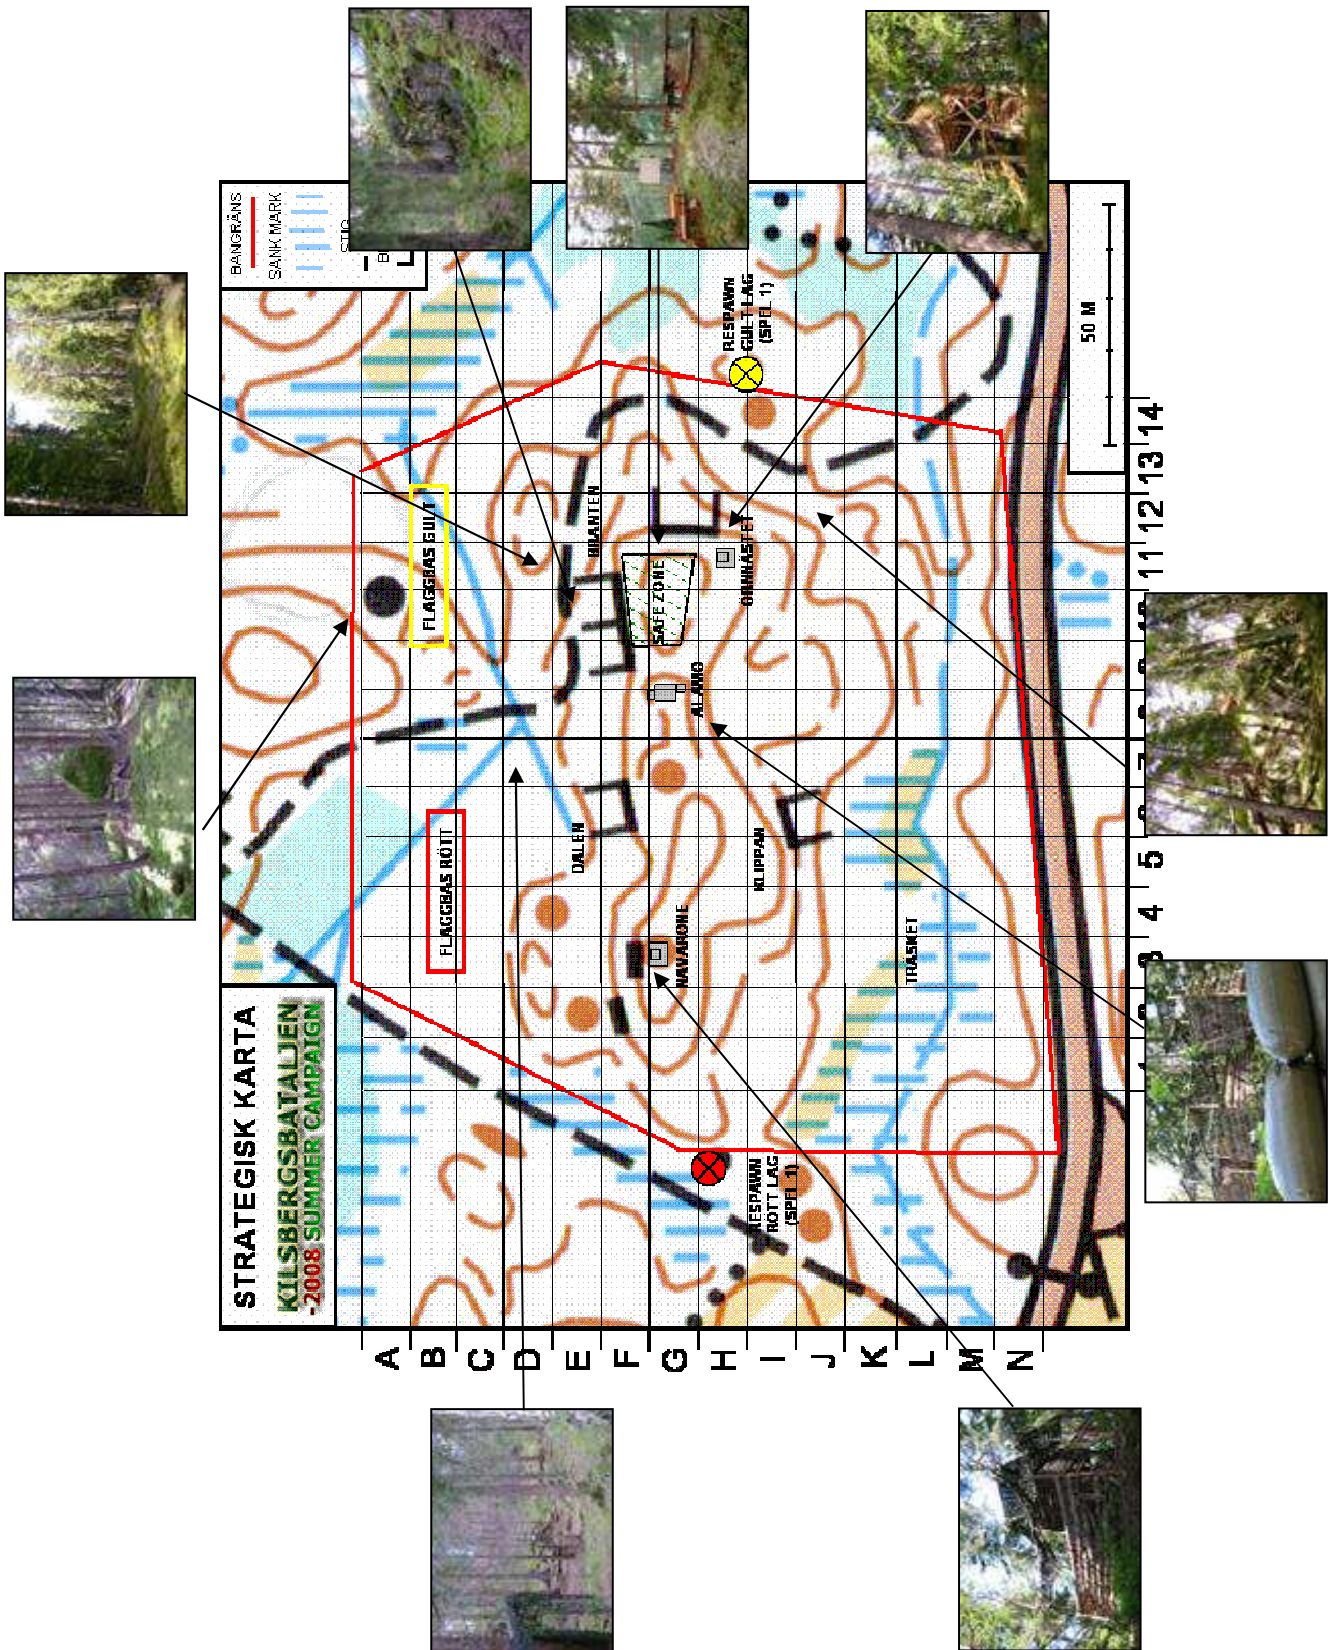 STRATEGISK KARTA
KILSBERGSBATALJEN
-2008 SUMMER CAMPAIGN
BANGRÄNS
SANK MARK
STIG
FLAGGBAS RÖTT
FLAGGBAS GULT
DALEN
BRANTEN
SAFE ZONE
ALAMO
ÖRNNÄSTET
NAVARONE
KLIPPAN
TRÄSKET
RESPAWN
RÖTT LAG
(SPEL 1)
RESPAWN
GULT LAG
(SPEL 1)
50 M
A
B
C
D
E
F
G
H
I
J
K
L
M
N
1
2
3
4
5
6
7
8
9
10
11
12
13
14